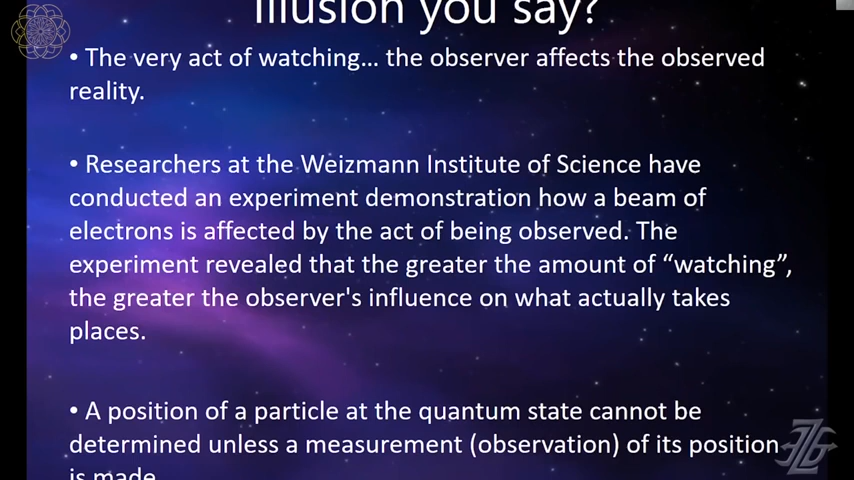 Illusion you say?
• The very act of watching... the observer affects the observed
reality.
• Researchers at the Weizmann Institute of Science have
conducted an experiment demonstration how a beam of
electrons is affected by the act of being observed. The
experiment revealed that the greater the amount of “watching”,
the greater the observer's influence on what actually takes
places.
• A position of a particle at the quantum state cannot be
determined unless a measurement (observation) of its position
is made